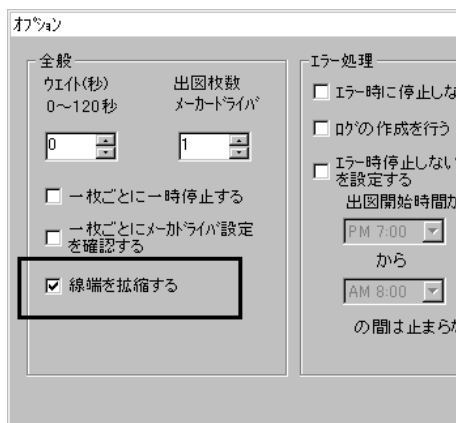 オプション
全般
ウエイト(秒)
0～120秒
出図枚数
メーカードライバ
0
1
一枚ごとに一時停止する
一枚ごとにメーカドライバ設定
を確認する
線端を拡縮する
エラー処理
エラー時に停止しな
ログの作成を行う
エラー時停止しない
を設定する
出図開始時間か
PM 7:00
から
AM 8:00
の間は止まらな